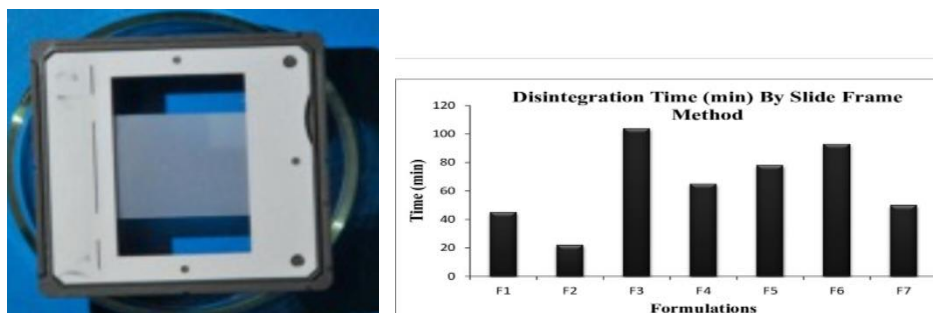 Disintegration Time (min) By Slide Frame
Method
Time (min)
120
100
80
60
40
20
0
F1 F2 F3 F4 F5 F6 F7
Formulations